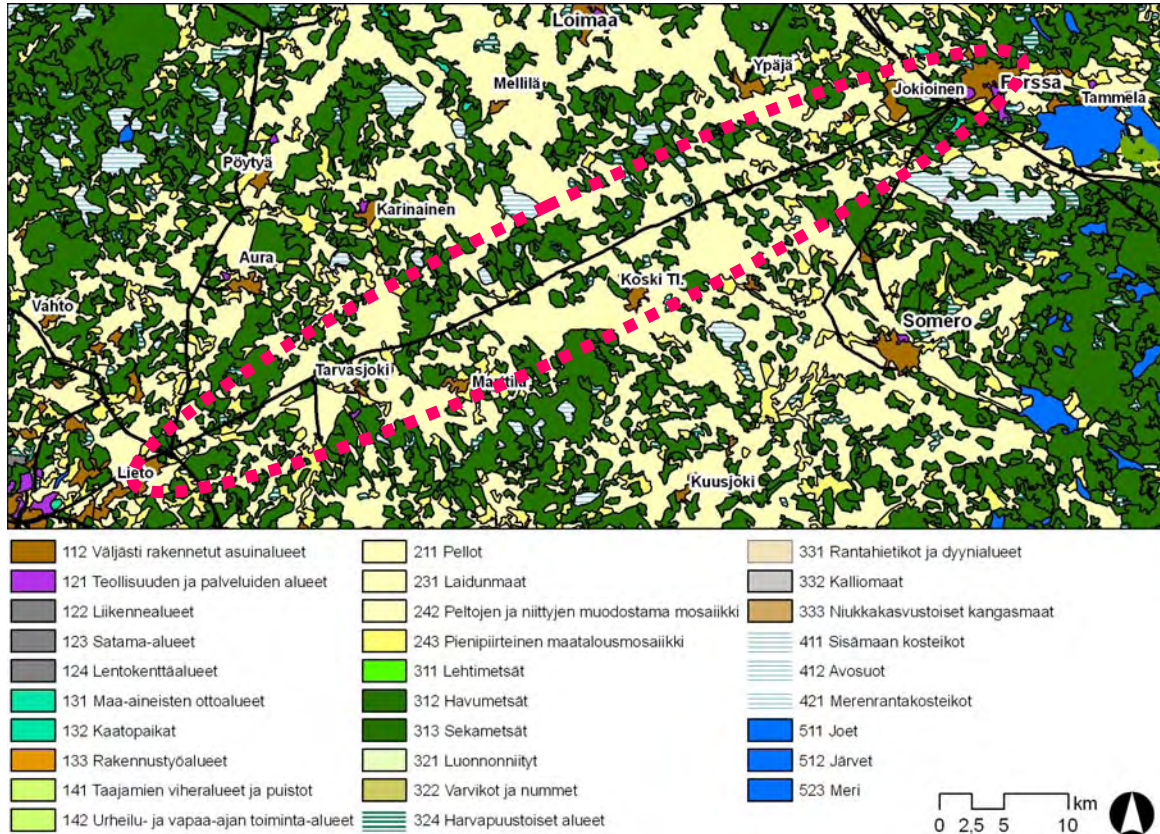 Loimaa
Ypäjä
Mellilä
Jokioinen
Forssa
Tammela
Pöytyä
Karinainen
Aura
Koski Tl.
Vahto
Somero
Tarvasjoki
Marttila
Lieto
Kuusjoki
112 Väljästi rakennetut asuinalueet
121 Teollisuuden ja palveluiden alueet
122 Liikennealueet
123 Satama-alueet
124 Lentokenttäalueet
131 Maa-aineisten ottoalueet
132 Kaatopaikat
133 Rakennustyöalueet
141 Taajamien viheralueet ja puistot
142 Urheilu- ja vapaa-ajan toiminta-alueet
211 Pellot
231 Laidunmaat
242 Peltojen ja niittyjen muodostama mosaiikki
243 Pienipiirteinen maatalousmosaiikki
311 Lehtimetsät
312 Havumetsät
313 Sekametsät
321 Luonnonniityt
322 Varvikot ja nummet
324 Harvapuustoiset alueet
331 Rantahietikot ja dyynialueet
332 Kalliomaat
333 Niukkakasvustoiset kangasmaat
411 Sisämaan kosteikot
412 Avosuot
421 Merenrantakosteikot
511 Joet
512 Järvet
523 Meri
km
0 2,5 5 10